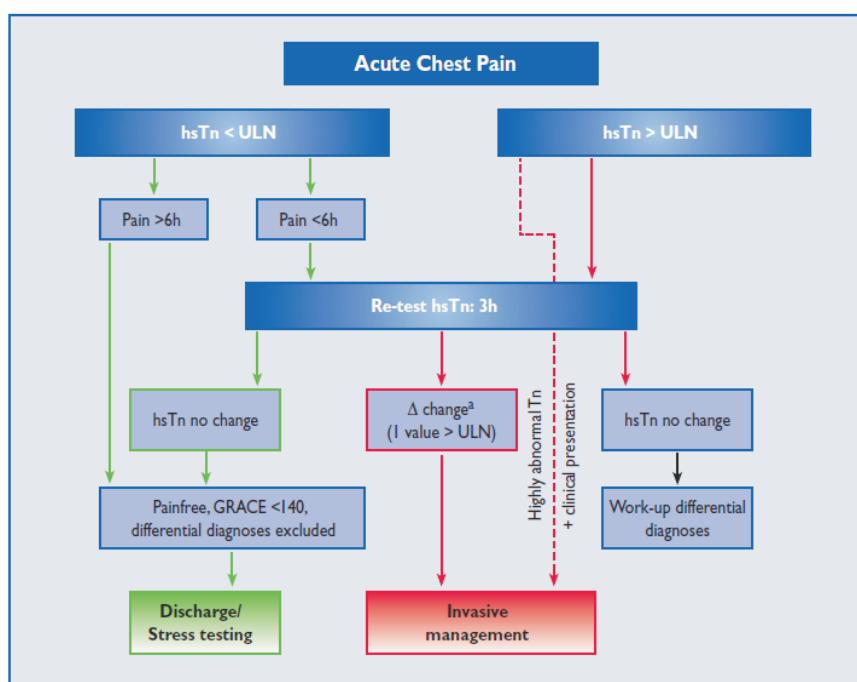 Acute Chest Pain
hsTn < ULN
hsTn > ULN
Pain >6h
Pain <6h
Re-test hsTn: 3h
hsTn no change
Δ changeᵃ
(1 value > ULN)
Highly abnormal Tn
+ clinical presentation
hsTn no change
Painfree, GRACE <140,
differential diagnoses excluded
Work-up differential
diagnoses
Discharge/
Stress testing
Invasive
management